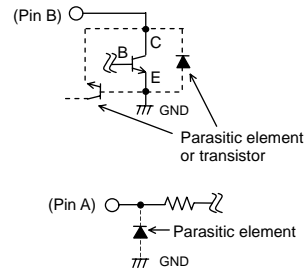 (Pin B)
C
B
E
GND
Parasitic element
or transistor
(Pin A)
Parasitic element
GND